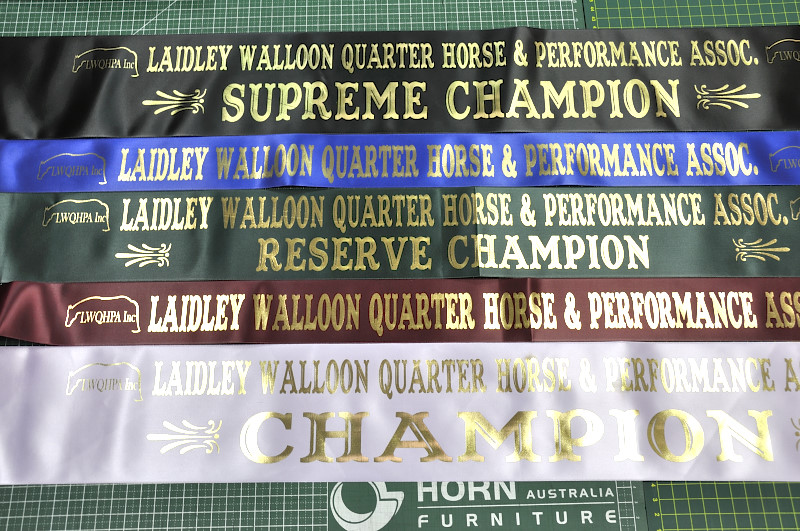 LWQHPA Inc LAIDLEY WALLOON QUARTER HORSE & PERFORMANCE ASSOC.
SUPREME CHAMPION
LWQHPA Inc LAIDLEY WALLOON QUARTER HORSE & PERFORMANCE ASSOC.
LWQHPA Inc LAIDLEY WALLOON QUARTER HORSE & PERFORMANCE ASSOC.
RESERVE CHAMPION
LWQHPA Inc LAIDLEY WALLOON QUARTER HORSE & PERFORMANCE ASS
LWQHPA Inc LAIDLEY WALLOON QUARTER HORSE & PERFORMANCE A
CHAMPION
HORN AUSTRALIA
FURNITURE